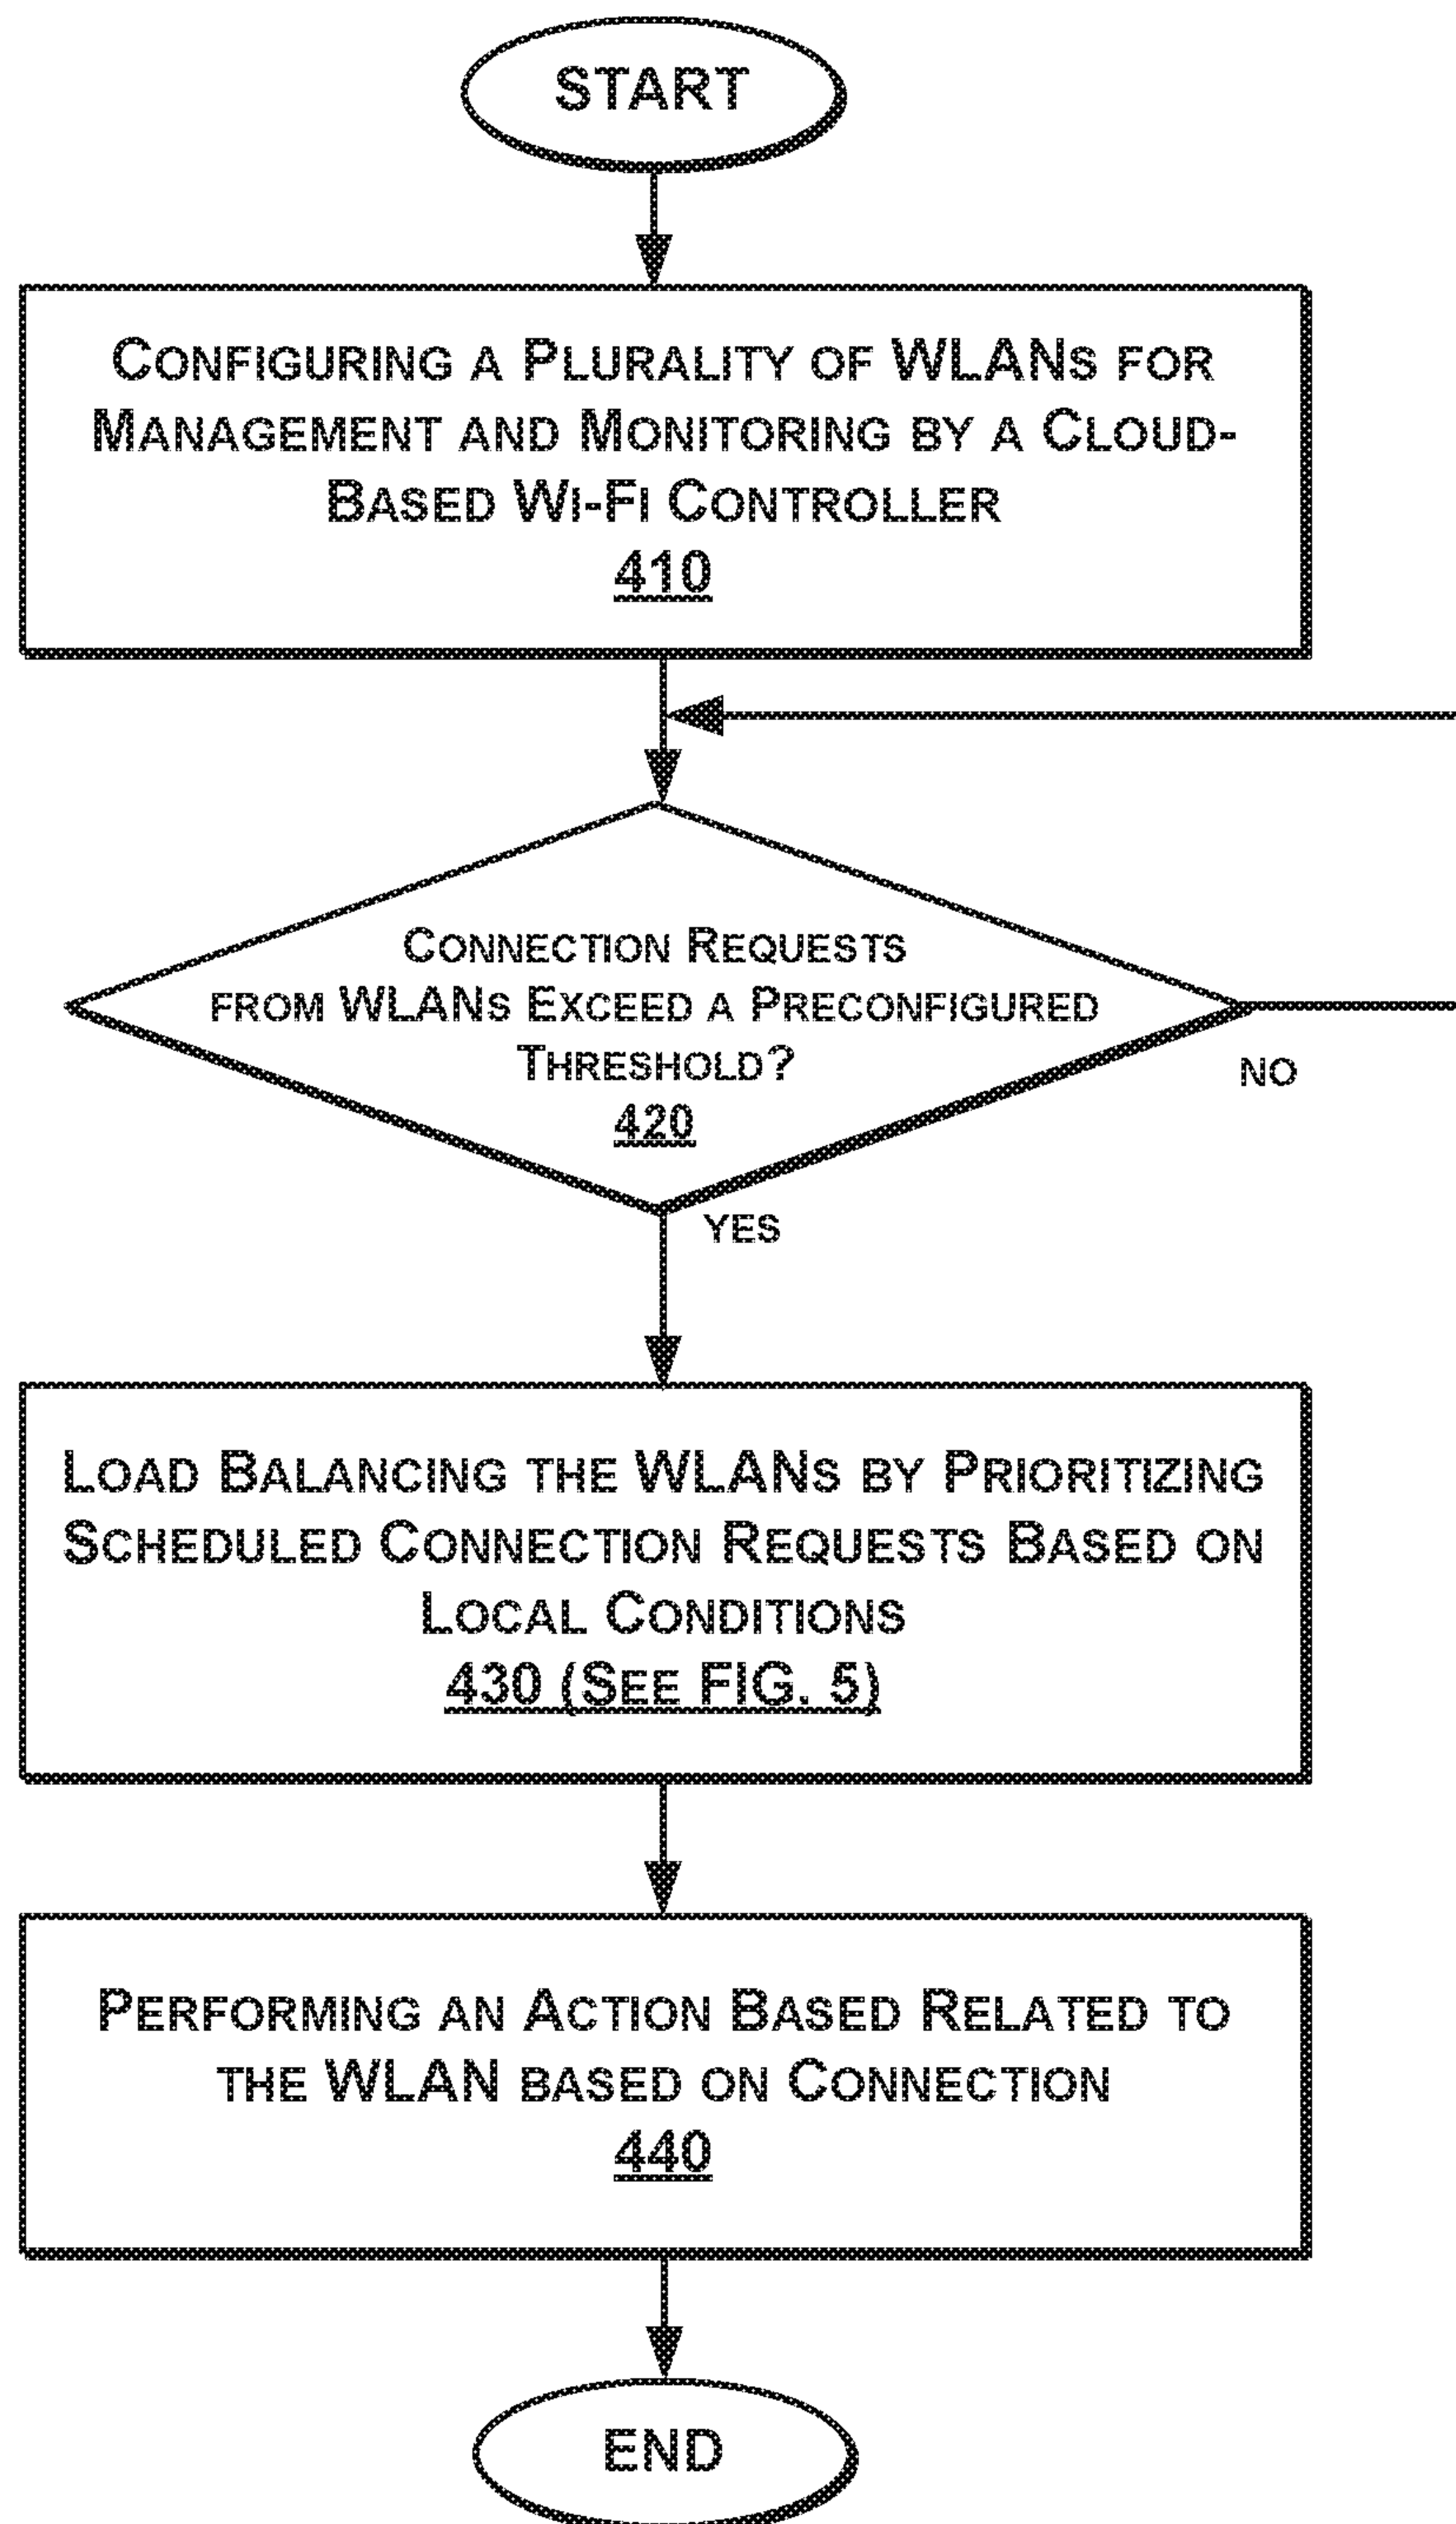 START
CONFIGURING A PLURALITY OF WLANS FOR
MANAGEMENT AND MONITORING BY A CLOUD-
BASED WI-FI CONTROLLER
410
CONNECTION REQUESTS
FROM WLANS EXCEED A PRECONFIGURED
THRESHOLD?
420
NO
YES
LOAD BALANCING THE WLANS BY PRIORITIZING
SCHEDULED CONNECTION REQUESTS BASED ON
LOCAL CONDITIONS
430 (SEE FIG. 5)
PERFORMING AN ACTION BASED RELATED TO
THE WLAN BASED ON CONNECTION
440
END